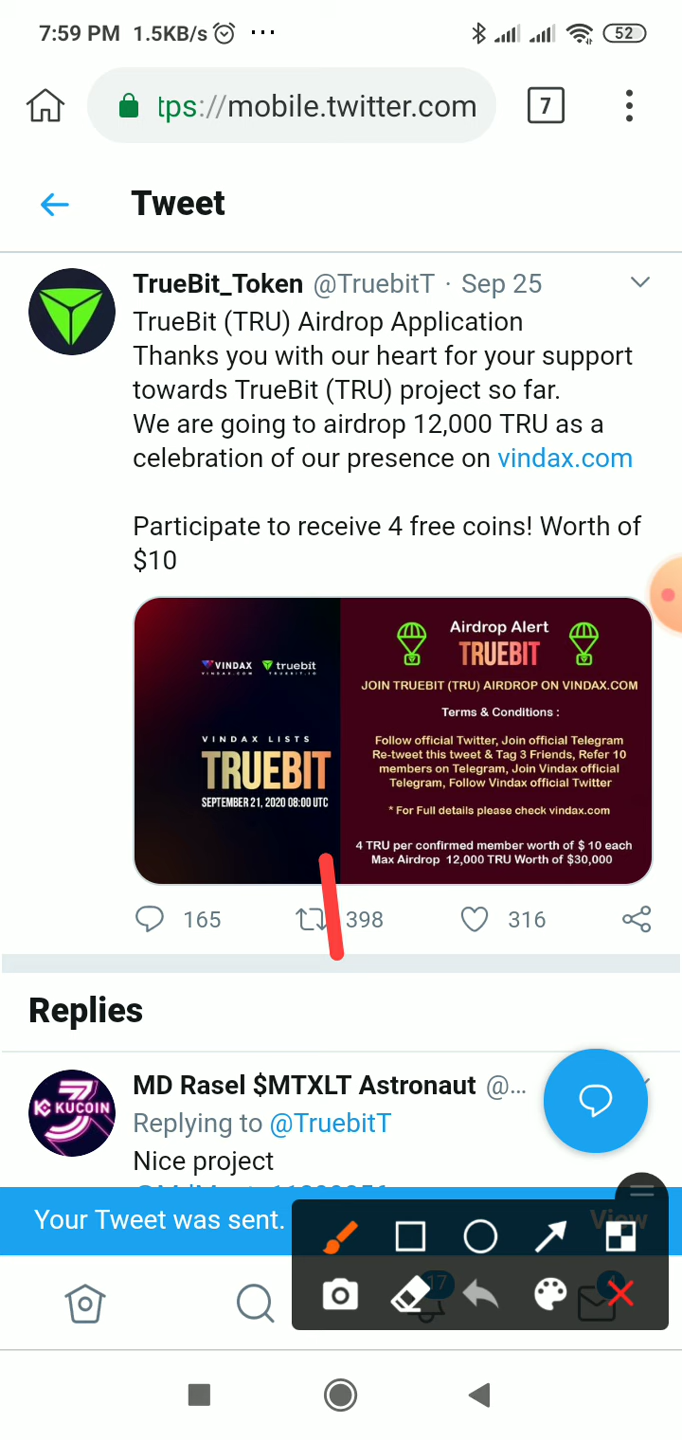 7:59 PM 1.5KB/s ... 52
tps://mobile.twitter.com 7
Tweet
TrueBit_Token @TruebitT · Sep 25
TrueBit (TRU) Airdrop Application
Thanks you with our heart for your support
towards TrueBit (TRU) project so far.
We are going to airdrop 12,000 TRU as a
celebration of our presence on vindax.com
Participate to receive 4 free coins! Worth of
$10
VINDAX truebit
VINDAX.COM TRUEBIT.IO
VINDAX LISTS
TRUEBIT
SEPTEMBER 21, 2020 08:00 UTC
Airdrop Alert
TRUEBIT
JOIN TRUEBIT (TRU) AIRDROP ON VINDAX.COM
Terms & Conditions :
Follow official Twitter, Join official Telegram
Re-tweet this tweet & Tag 3 Friends, Refer 10
members on Telegram, Join Vindax official
Telegram, Follow Vindax official Twitter
* For Full details please check vindax.com
4 TRU per confirmed member worth of $ 10 each
Max Airdrop 12,000 TRU Worth of $30,000
165 398 316
Replies
KUCOIN
MD Rasel $MTXLT Astronaut @...
Replying to @TruebitT
Nice project
Your Tweet was sent. View
17